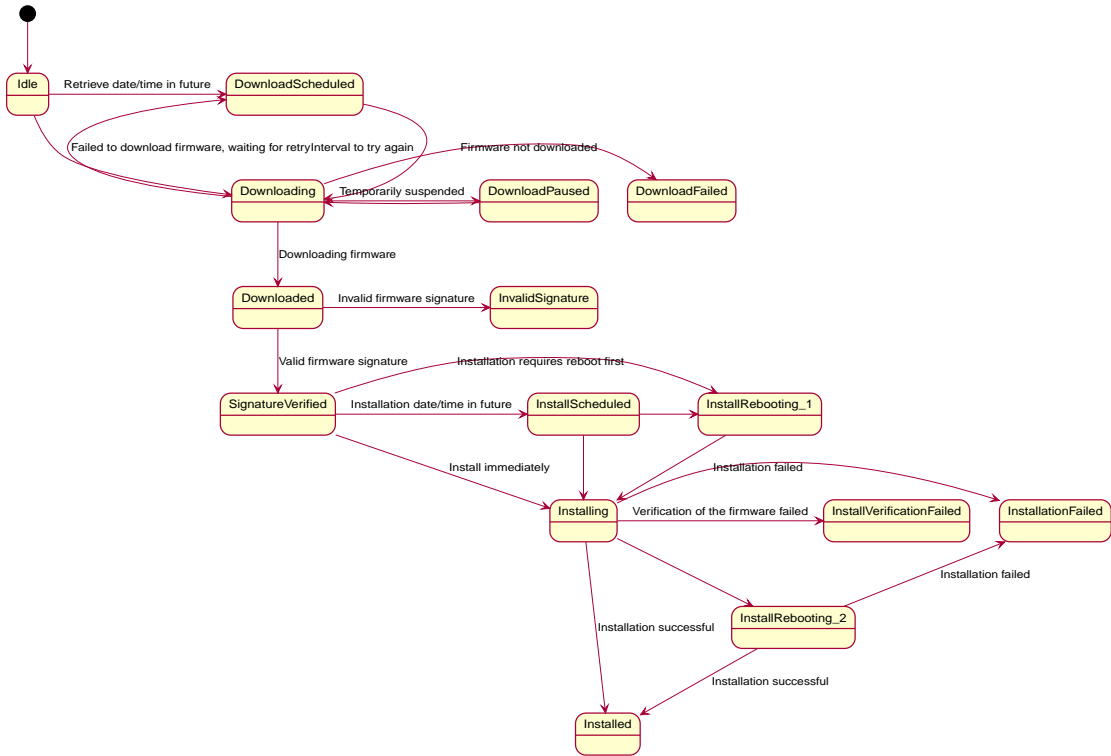 Idle
Retrieve date/time in future
DownloadScheduled
Failed to download firmware, waiting for retryInterval to try again
Firmware not downloaded
Downloading
Temporarily suspended
DownloadPaused
DownloadFailed
Downloading firmware
Downloaded
Invalid firmware signature
InvalidSignature
Valid firmware signature
Installation requires reboot first
SignatureVerified
Installation date/time in future
InstallScheduled
InstallRebooting_1
Install immediately
Installation failed
Installing
Verification of the firmware failed
InstallVerificationFailed
InstallationFailed
Installation failed
InstallRebooting_2
Installation successful
Installation successful
Installed